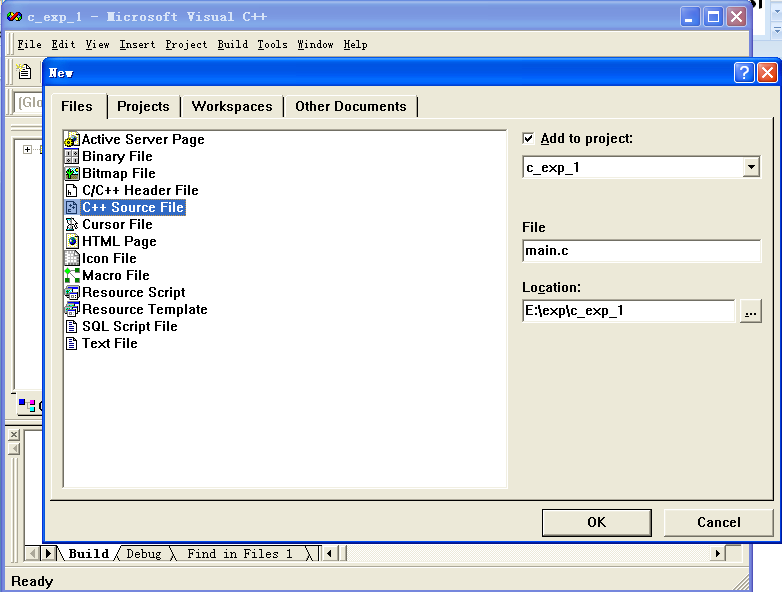 c_exp_1 - Microsoft Visual C++
File Edit View Insert Project Build Tools Window Help
New
[Glo
Files Projects Workspaces Other Documents
Active Server Page
Binary File
Bitmap File
C/C++ Header File
C++ Source File
Cursor File
HTML Page
Icon File
Macro File
Resource Script
Resource Template
SQL Script File
Text File
Add to project:
c_exp_1
File
main.c
Location:
E:\exp\c_exp_1
...
OK Cancel
Build Debug Find in Files 1
Ready